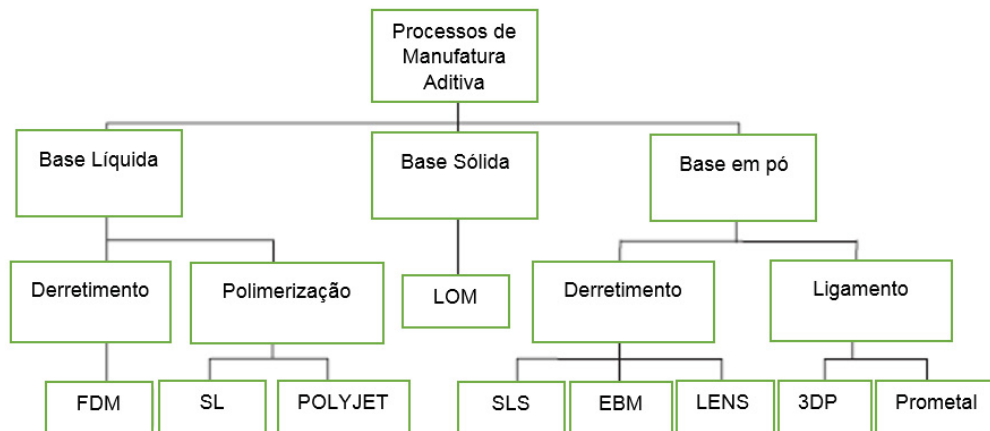 Processos de
Manufatura
Aditiva
Base Líquida
Base Sólida
Base em pó
Derretimento
Polimerização
LOM
Derretimento
Ligamento
FDM
SL
POLYJET
SLS
EBM
LENS
3DP
Prometal